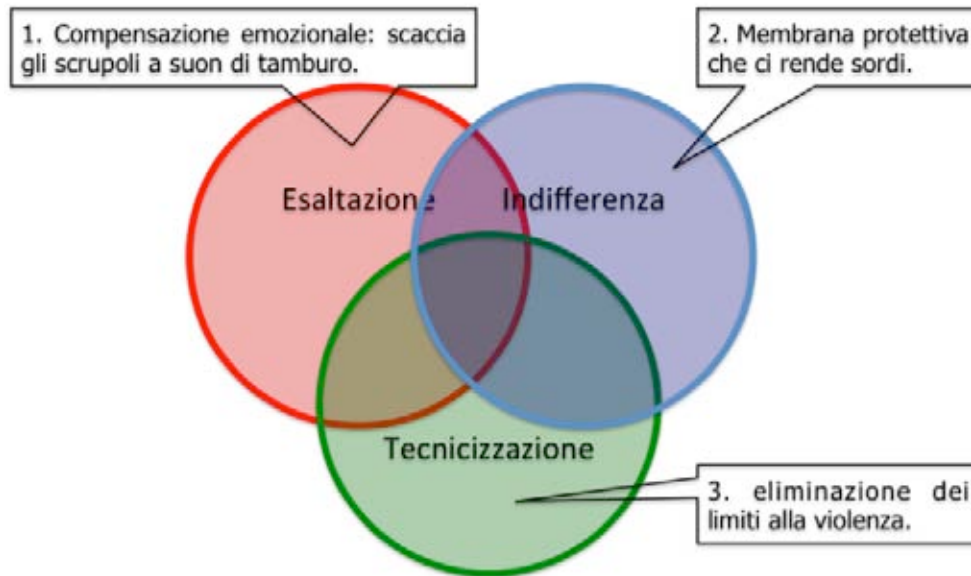 1. Compensazione emozionale: scaccia
gli scrupoli a suon di tamburo.
2. Membrana protettiva
che ci rende sordi.
Esaltazione
Indifferenza
Tecnicizzazione
3. eliminazione dei
limiti alla violenza.